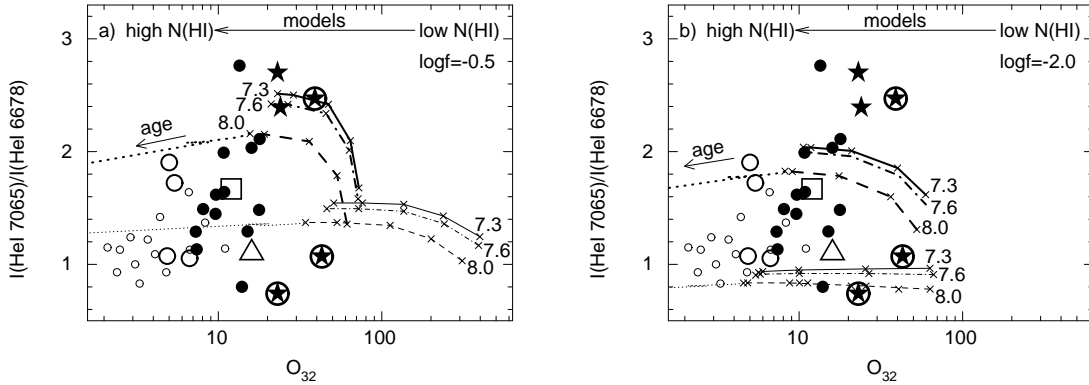 models
a) high N(HI)
low N(HI)
logf=-0.5
7.3
7.6
8.0
age
7.3
7.6
8.0
3
2
1
I(HeI 7065)/I(HeI 6678)
10
100
O32
models
b) high N(HI)
low N(HI)
logf=-2.0
age
7.3
7.6
8.0
7.3
7.6
8.0
3
2
1
I(HeI 7065)/I(HeI 6678)
10
100
O32